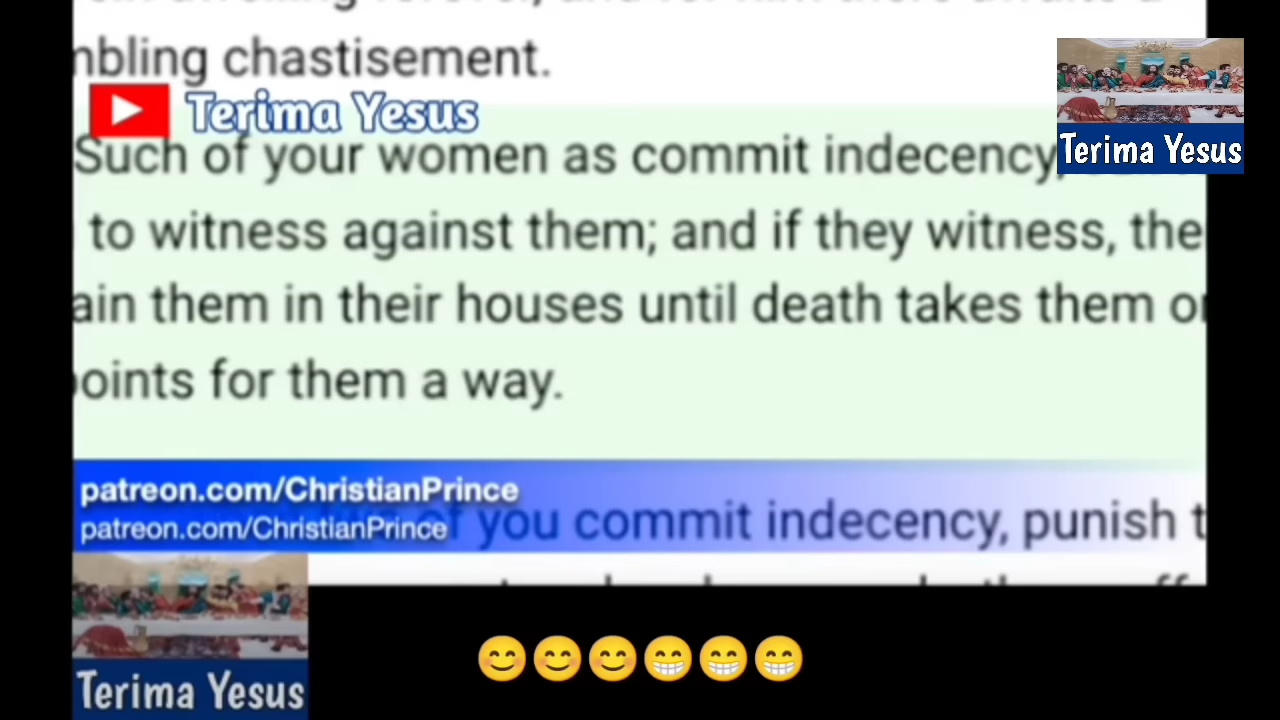 chastisement.
Terima Yesus
Terima Yesus
Such of your women as commit indecency,
to witness against them; and if they witness, the
ain them in their houses until death takes them or
points for them a way.
patreon.com/ChristianPrince
patreon.com/ChristianPrince
of you commit indecency, punish t
Terima Yesus